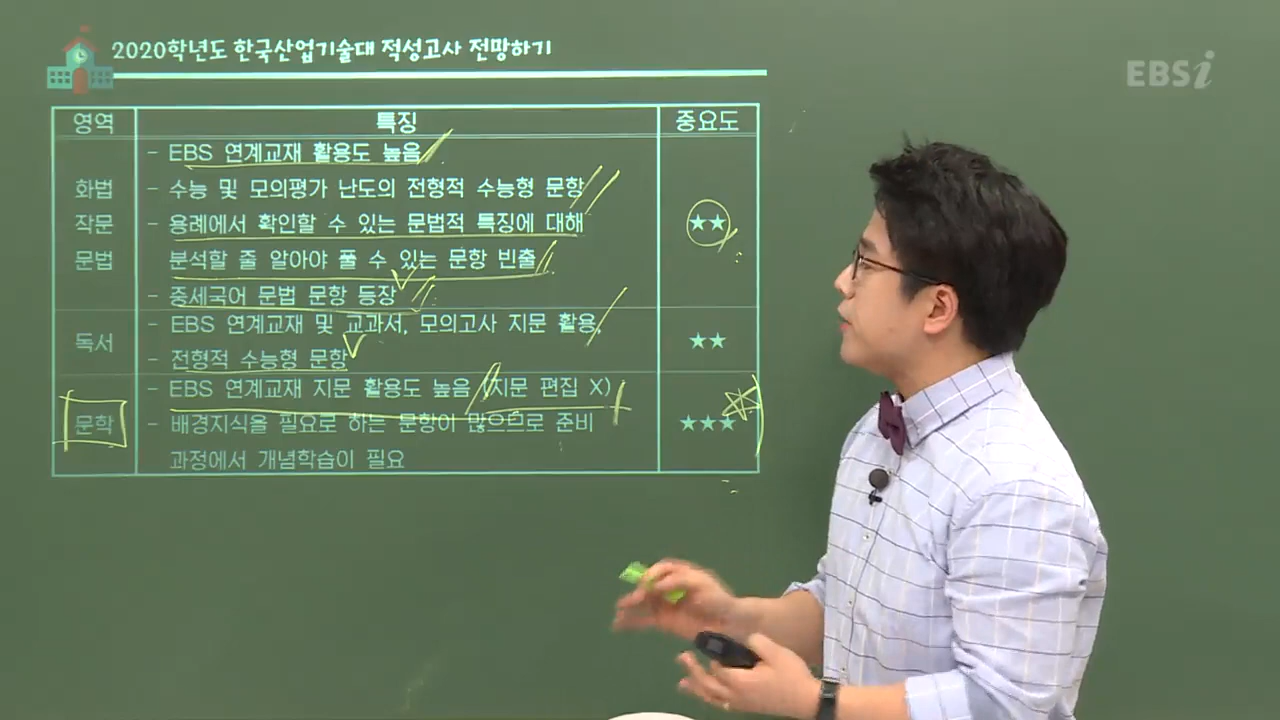 2020학년도 한국산업기술대 적성고사 전망하기
EBSi
영역 특징 중요도
- EBS 연계교재 활용도 높음
화법 - 수능 및 모의평가 난도의 전형적 수능형 문항
작문 - 용례에서 확인할 수 있는 문법적 특징에 대해 ★★
문법 분석할 줄 알아야 풀 수 있는 문항 빈출
- 중세국어 문법 문항 등장
- EBS 연계교재 및 교과서, 모의고사 지문 활용
독서 ★★
- 전형적 수능형 문항
- EBS 연계교재 지문 활용도 높음 (지문 편집 X)
문학 - 배경지식을 필요로 하는 문항이 많으므로 준비 ★★★
과정에서 개념학습이 필요